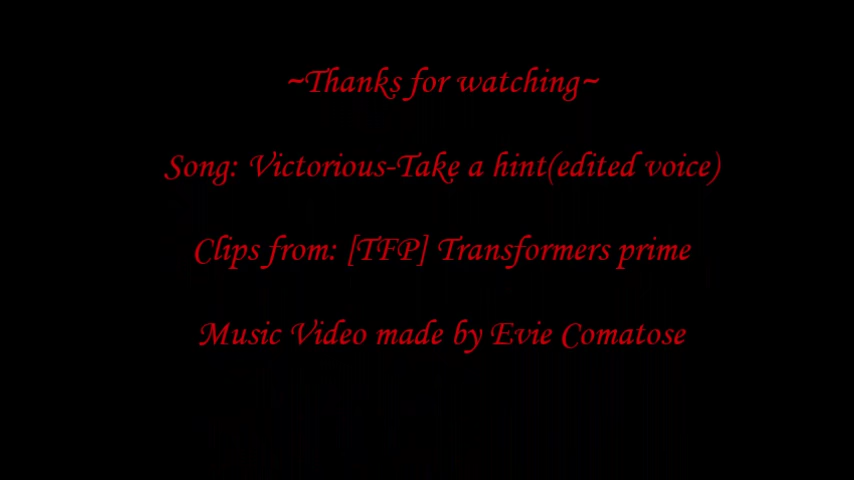 ~Thanks for watching~
Song: Victorious-Take a hint(edited voice)
Clips from: [TFP] Transformers prime
Music Video made by Evie Comatose